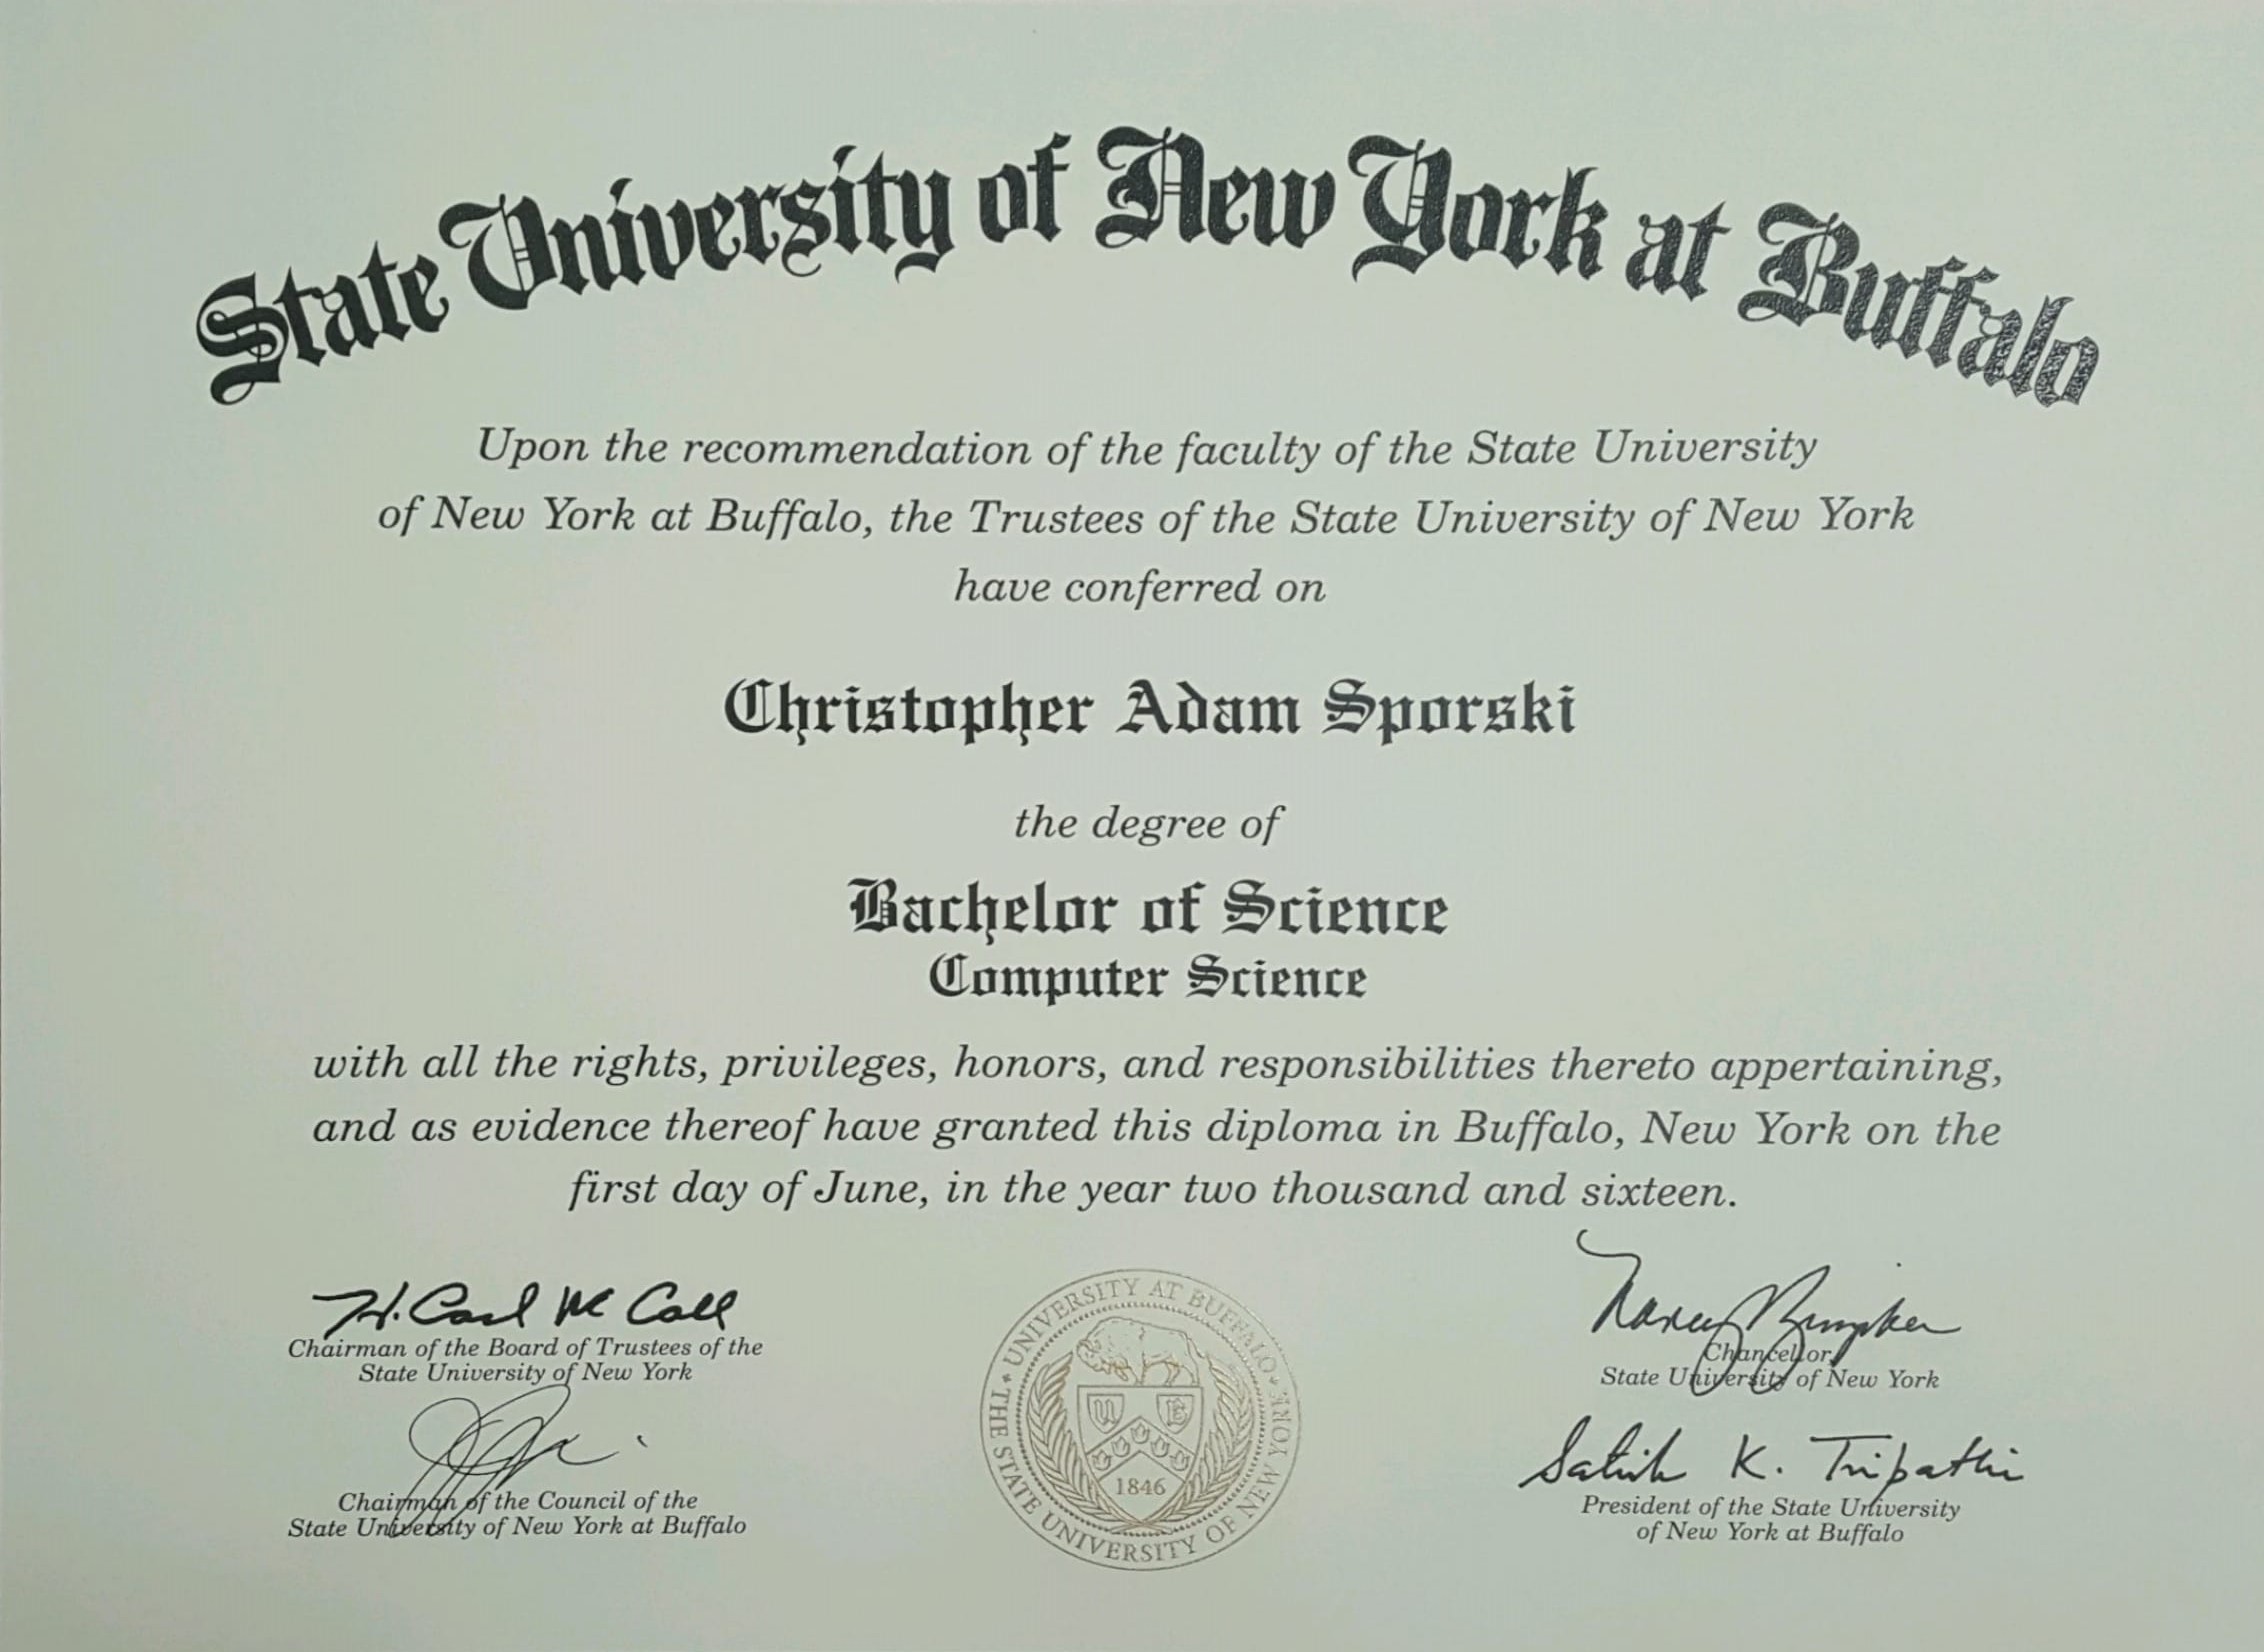 State University of New York at Buffalo
Upon the recommendation of the faculty of the State University
of New York at Buffalo, the Trustees of the State University of New York
have conferred on
Christopher Adam Sporski
the degree of
Bachelor of Science
Computer Science
with all the rights, privileges, honors, and responsibilities thereto appertaining,
and as evidence thereof have granted this diploma in Buffalo, New York on the
first day of June, in the year two thousand and sixteen.
H. Carl McCall
Chairman of the Board of Trustees of the
State University of New York
Chairman of the Council of the
State University of New York at Buffalo
UNIVERSITY AT BUFFALO
THE STATE UNIVERSITY OF NEW YORK
U B
1846
Nancy Zimpher
Chancellor
State University of New York
Satish K. Tripathi
President of the State University
of New York at Buffalo